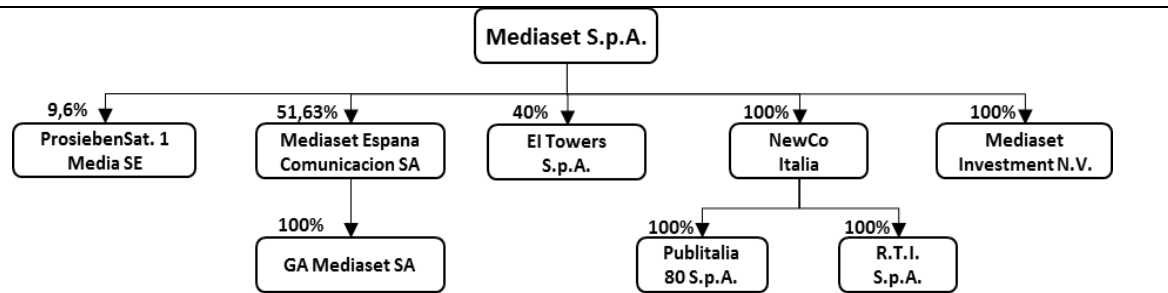 Mediaset S.p.A.
9,6%
51,63%
40%
100%
100%
ProsiebenSat. 1
Media SE
Mediaset Espana
Comunicacion SA
EI Towers
S.p.A.
NewCo
Italia
Mediaset
Investment N.V.
100%
100%
100%
GA Mediaset SA
Publitalia
80 S.p.A.
R.T.I.
S.p.A.